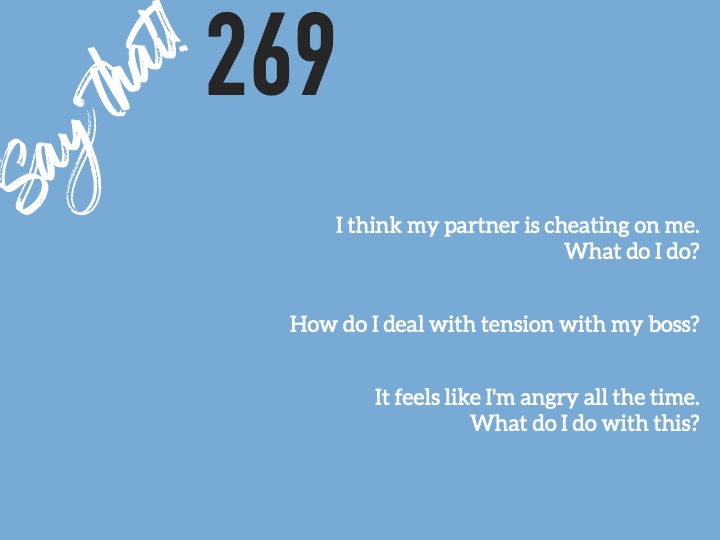 Say that!
269
I think my partner is cheating on me.
What do I do?
How do I deal with tension with my boss?
It feels like I'm angry all the time.
What do I do with this?